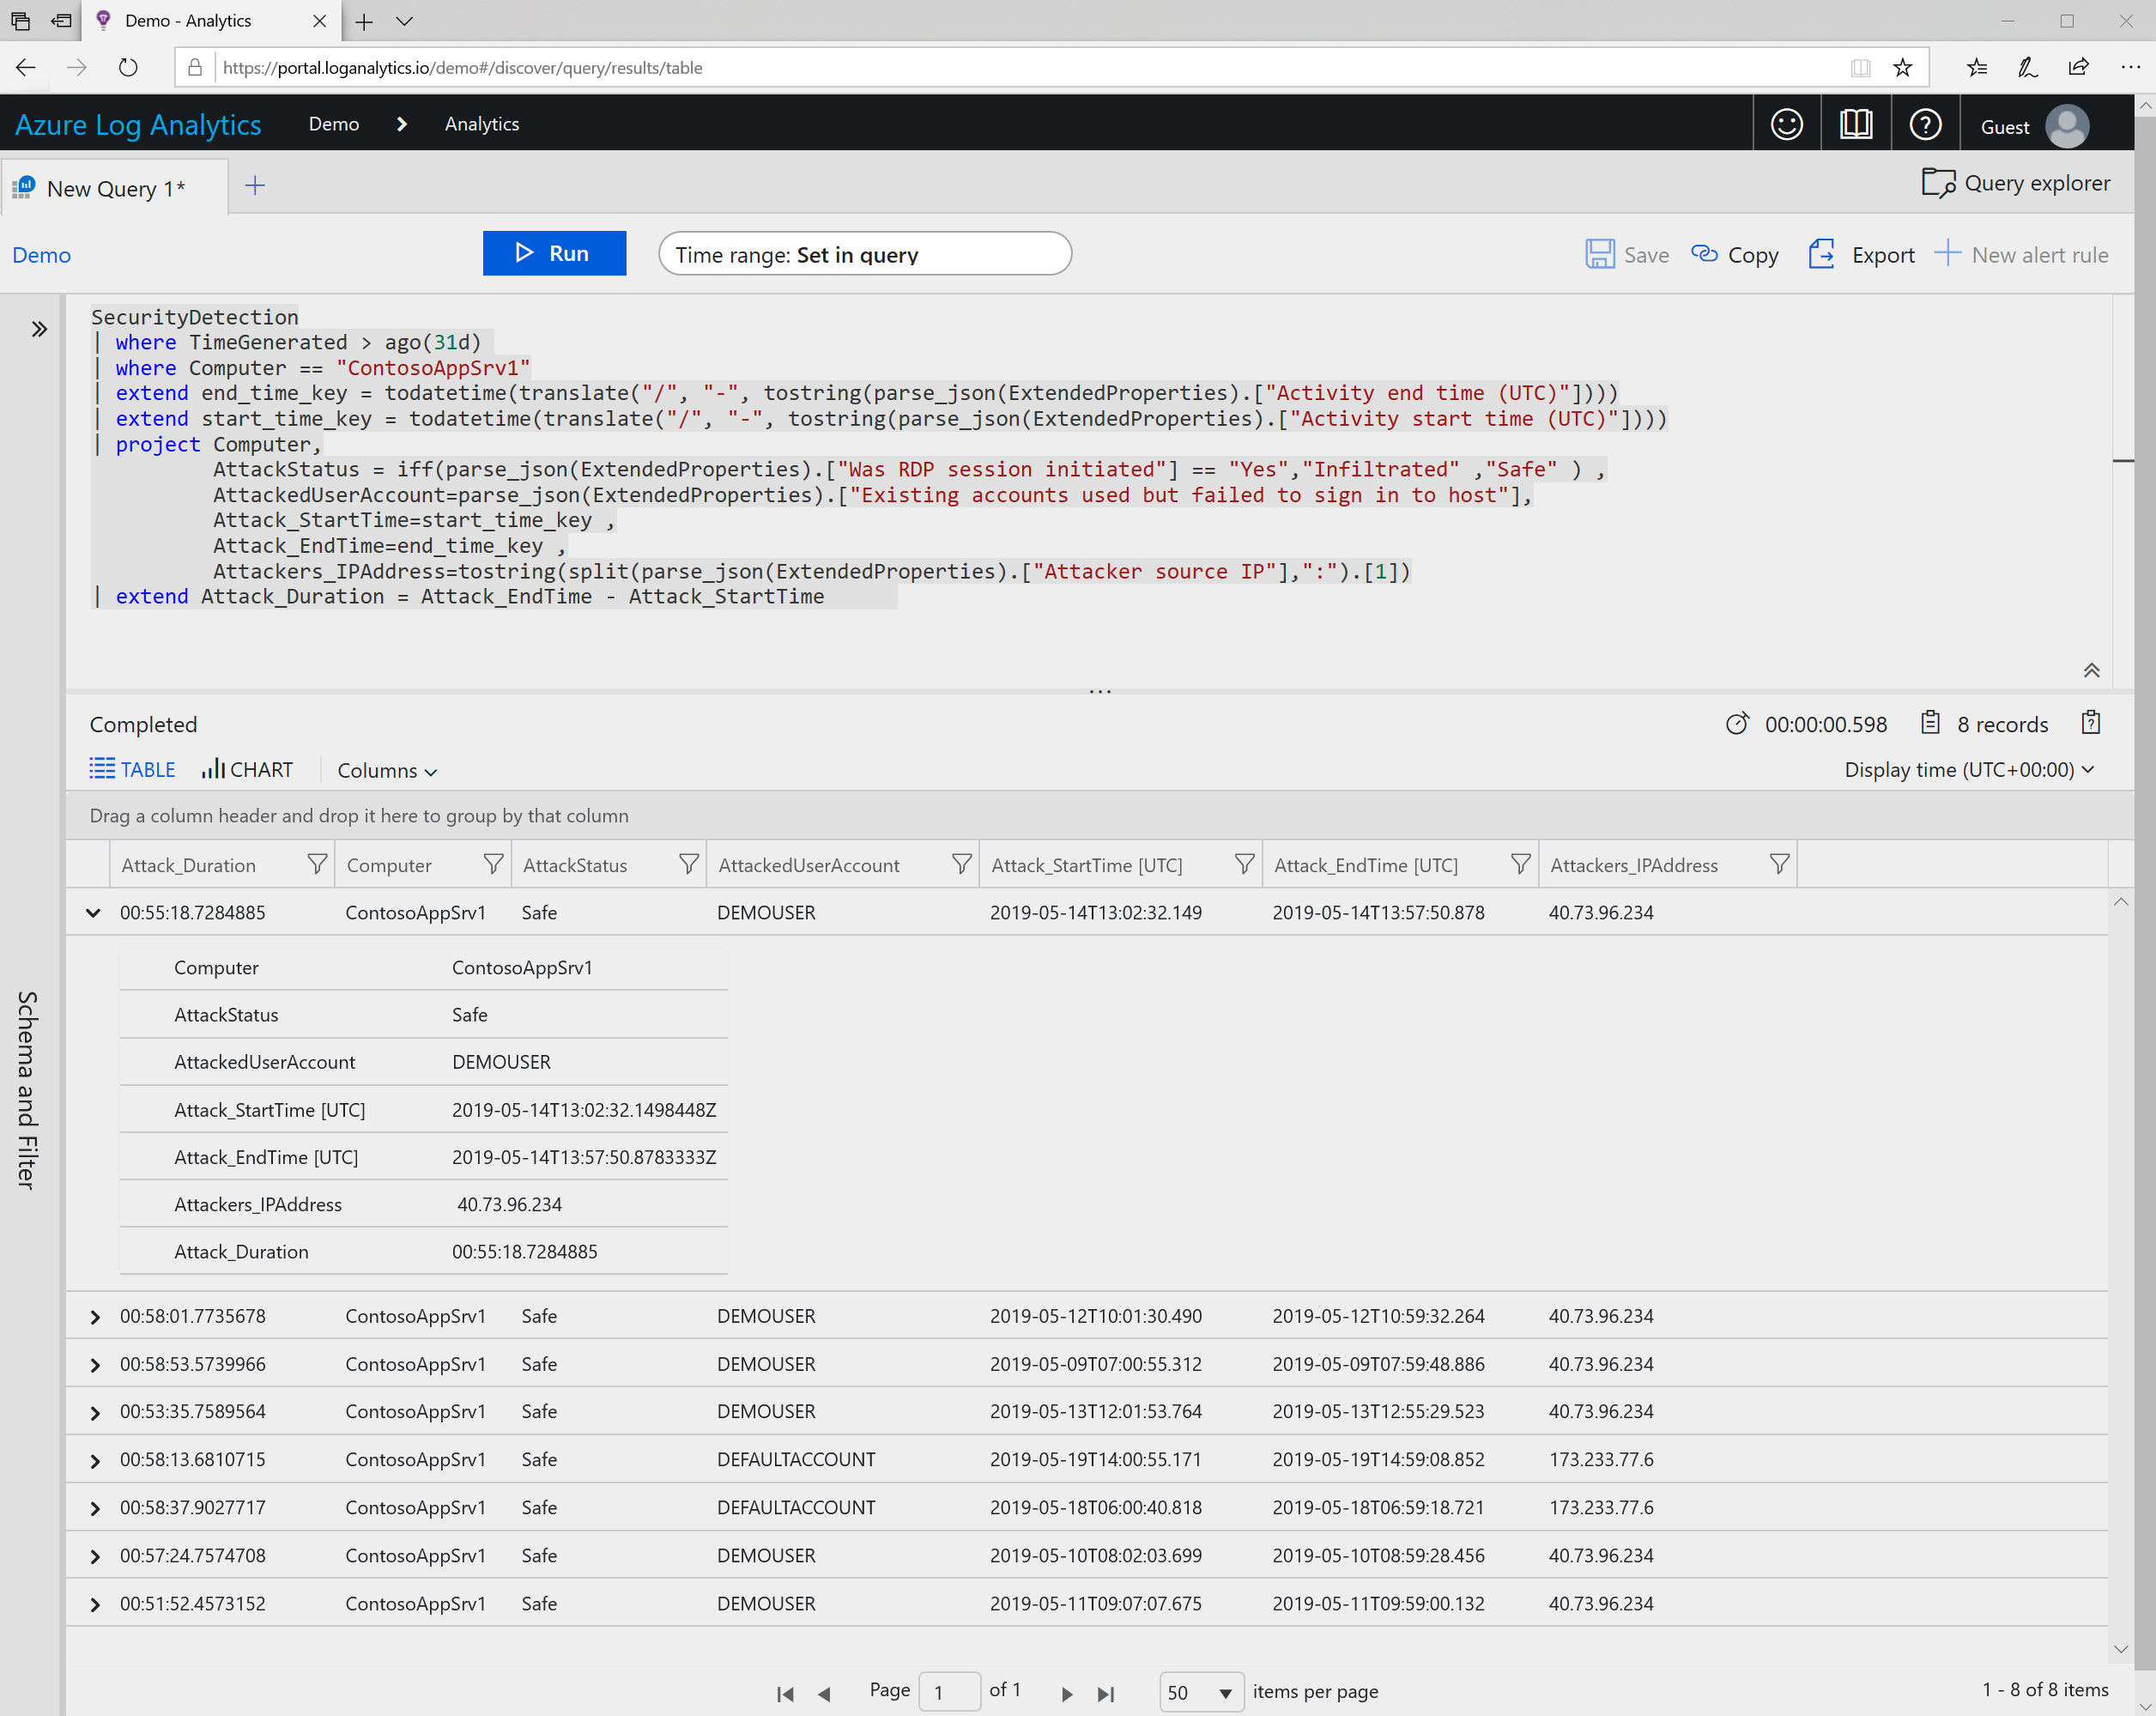 Demo - Analytics
https://portal.loganalytics.io/demo#/discover/query/results/table
Azure Log Analytics Demo Analytics Guest
New Query 1* Query explorer
Demo Run Time range: Set in query Save Copy Export New alert rule
SecurityDetection
| where TimeGenerated > ago(31d)
| where Computer == "ContosoAppSrv1"
| extend end_time_key = todatetime(translate("/", "-", tostring(parse_json(ExtendedProperties).["Activity end time (UTC)"])))
| extend start_time_key = todatetime(translate("/", "-", tostring(parse_json(ExtendedProperties).["Activity start time (UTC)"])))
| project Computer,
AttackStatus = iff(parse_json(ExtendedProperties).["Was RDP session initiated"] == "Yes","Infiltrated" ,"Safe" ) ,
AttackedUserAccount=parse_json(ExtendedProperties).["Existing accounts used but failed to sign in to host"],
Attack_StartTime=start_time_key ,
Attack_EndTime=end_time_key ,
Attackers_IPAddress=tostring(split(parse_json(ExtendedProperties).["Attacker source IP"],":").[1])
| extend Attack_Duration = Attack_EndTime - Attack_StartTime
Completed 00:00:00.598 8 records
TABLE CHART Columns Display time (UTC+00:00)
Drag a column header and drop it here to group by that column
Attack_Duration Computer AttackStatus AttackedUserAccount Attack_StartTime [UTC] Attack_EndTime [UTC] Attackers_IPAddress
00:55:18.7284885 ContosoAppSrv1 Safe DEMOUSER 2019-05-14T13:02:32.149 2019-05-14T13:57:50.878 40.73.96.234
Computer ContosoAppSrv1
AttackStatus Safe
AttackedUserAccount DEMOUSER
Attack_StartTime [UTC] 2019-05-14T13:02:32.1498448Z
Attack_EndTime [UTC] 2019-05-14T13:57:50.8783333Z
Attackers_IPAddress 40.73.96.234
Attack_Duration 00:55:18.7284885
00:58:01.7735678 ContosoAppSrv1 Safe DEMOUSER 2019-05-12T10:01:30.490 2019-05-12T10:59:32.264 40.73.96.234
00:58:53.5739966 ContosoAppSrv1 Safe DEMOUSER 2019-05-09T07:00:55.312 2019-05-09T07:59:48.886 40.73.96.234
00:53:35.7589564 ContosoAppSrv1 Safe DEMOUSER 2019-05-13T12:01:53.764 2019-05-13T12:55:29.523 40.73.96.234
00:58:13.6810715 ContosoAppSrv1 Safe DEFAULTACCOUNT 2019-05-19T14:00:55.171 2019-05-19T14:59:08.852 173.233.77.6
00:58:37.9027717 ContosoAppSrv1 Safe DEFAULTACCOUNT 2019-05-18T06:00:40.818 2019-05-18T06:59:18.721 173.233.77.6
00:57:24.7574708 ContosoAppSrv1 Safe DEMOUSER 2019-05-10T08:02:03.699 2019-05-10T08:59:28.456 40.73.96.234
00:51:52.4573152 ContosoAppSrv1 Safe DEMOUSER 2019-05-11T09:07:07.675 2019-05-11T09:59:00.132 40.73.96.234
Schema and Filter
Page 1 of 1 50 items per page 1 - 8 of 8 items